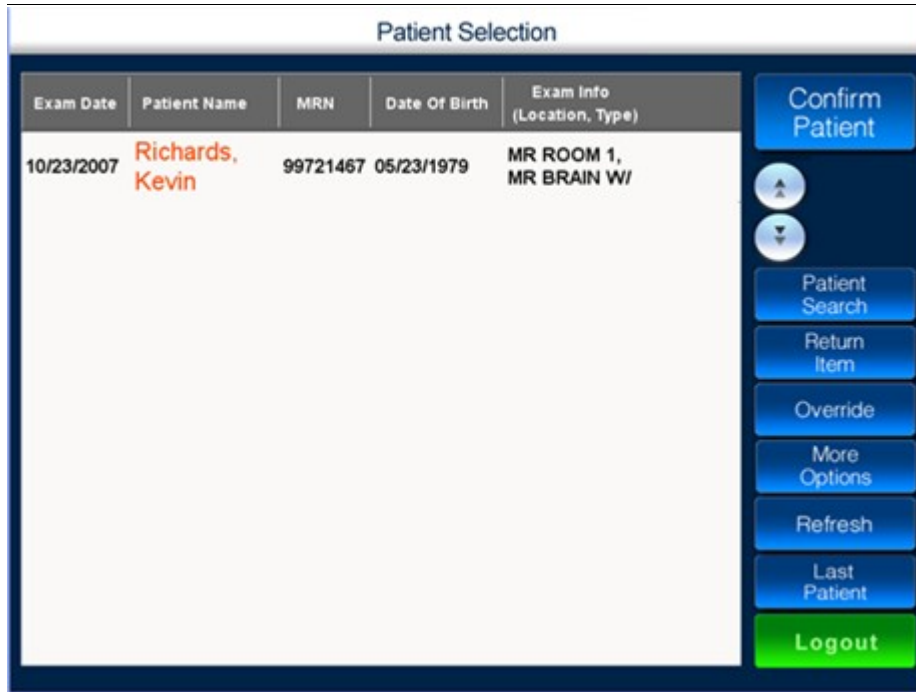 Patient Selection
Exam Date
Patient Name
MRN
Date Of Birth
Exam Info
(Location, Type)
10/23/2007
Richards,
Kevin
99721467
05/23/1979
MR ROOM 1,
MR BRAIN W/
Confirm
Patient
Patient
Search
Return
Item
Override
More
Options
Refresh
Last
Patient
Logout